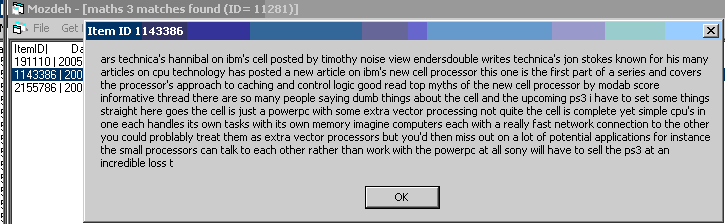 Mozdeh - [maths 3 matches found (ID= 11281)]
File Get I
Item ID 1143386
ItemID| Da
191110 | 2005
1143386 | 200
2155786 | 200
ars technica's hannibal on ibm's cell posted by timothy noise view endersdouble writes technica's jon stokes known for his many
articles on cpu technology has posted a new article on ibm's new cell processor this one is the first part of a series and covers
the processor's approach to caching and control logic good read top myths of the new cell processor by modab score
informative thread there are so many people saying dumb things about the cell and the upcoming ps3 i have to set some things
straight here goes the cell is just a powerpc with some extra vector processing not quite the cell is complete yet simple cpu's in
one each handles its own tasks with its own memory imagine computers each with a really fast network connection to the other
you could problably treat them as extra vector processors but you'd then miss out on a lot of potential applications for instance
the small processors can talk to each other rather than work with the powerpc at all sony will have to sell the ps3 at an
incredible loss t
OK